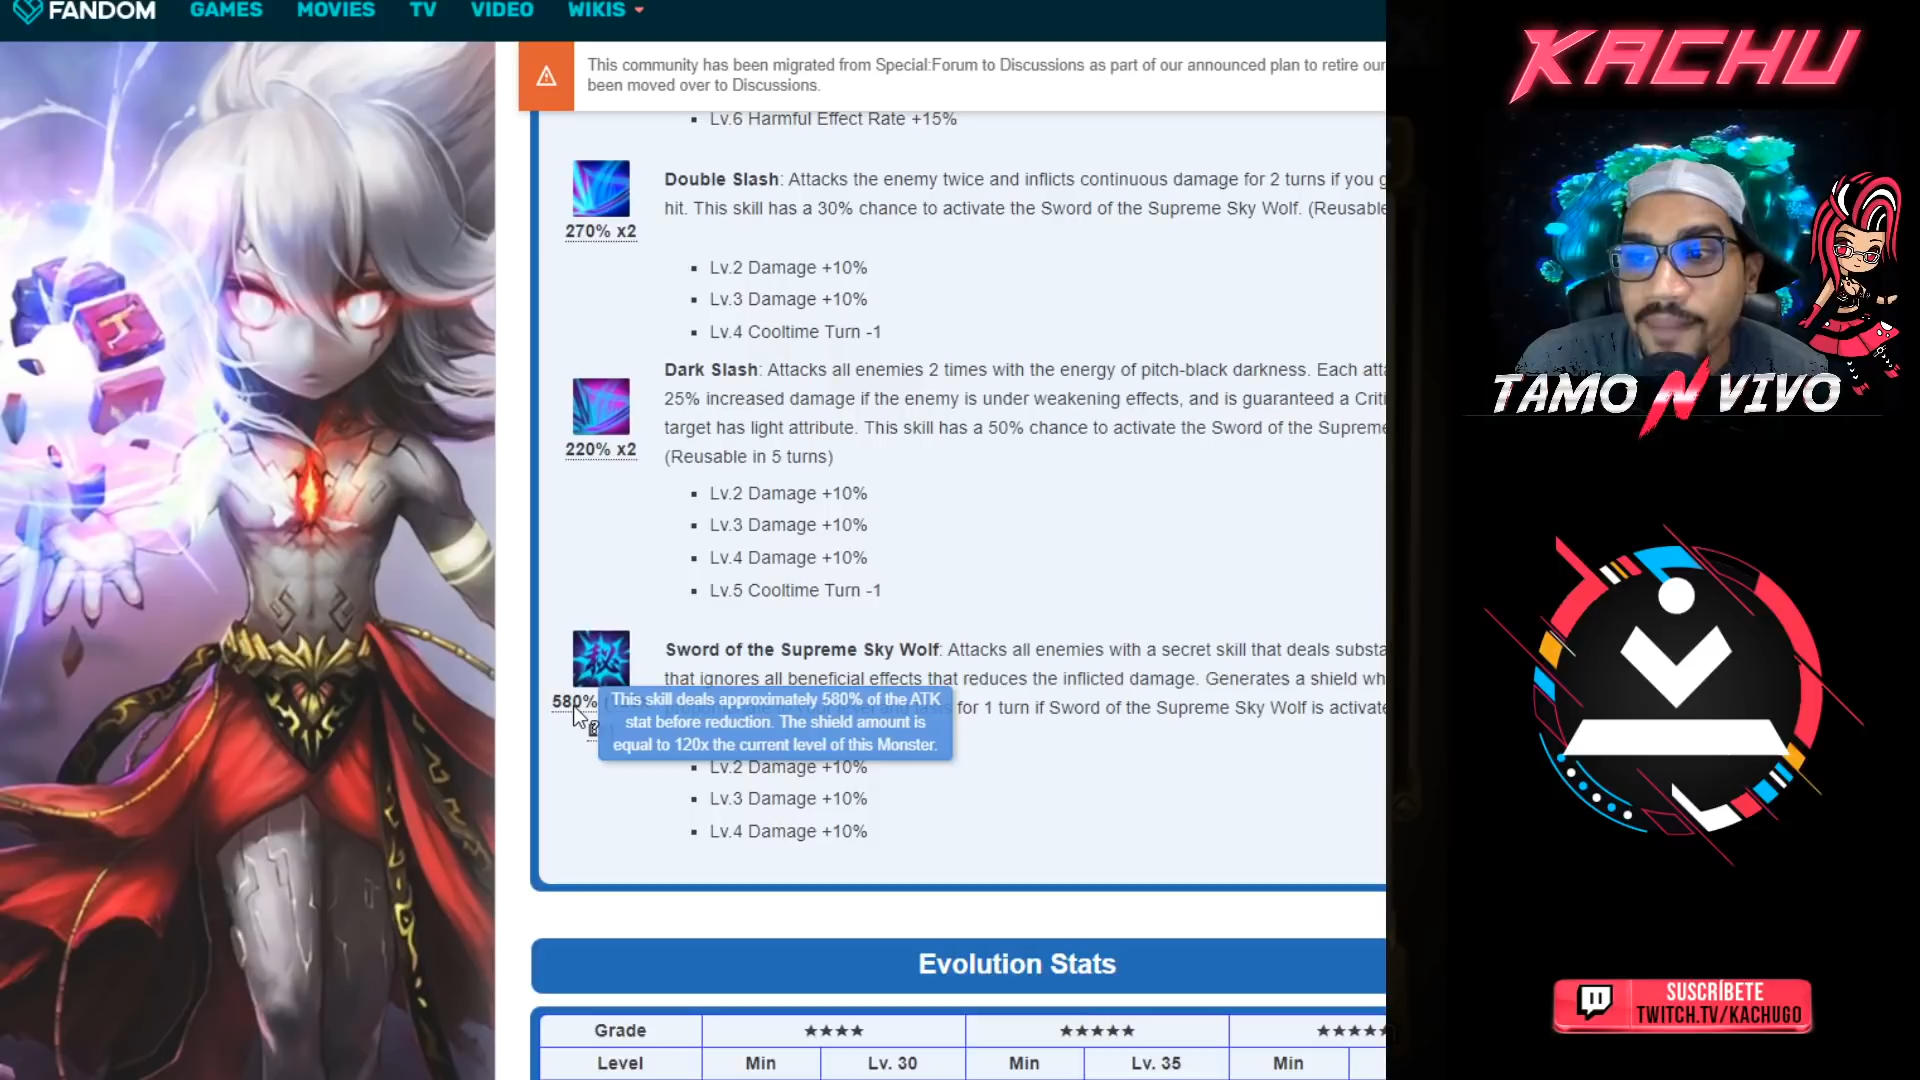 FANDOM GAMES MOVIES TV VIDEO WIKIS
This community has been migrated from Special:Forum to Discussions as part of our announced plan to retire our
been moved over to Discussions.
Lv.6 Harmful Effect Rate +15%
Double Slash: Attacks the enemy twice and inflicts continuous damage for 2 turns if you g
hit. This skill has a 30% chance to activate the Sword of the Supreme Sky Wolf. (Reusable
270% x2
Lv.2 Damage +10%
Lv.3 Damage +10%
Lv.4 Cooltime Turn -1
Dark Slash: Attacks all enemies 2 times with the energy of pitch-black darkness. Each atta
25% increased damage if the enemy is under weakening effects, and is guaranteed a Criti
target has light attribute. This skill has a 50% chance to activate the Sword of the Supreme
(Reusable in 5 turns)
220% x2
Lv.2 Damage +10%
Lv.3 Damage +10%
Lv.4 Damage +10%
Lv.5 Cooltime Turn -1
秘
Sword of the Supreme Sky Wolf: Attacks all enemies with a secret skill that deals substa
that ignores all beneficial effects that reduces the inflicted damage. Generates a shield wh
for 1 turn if Sword of the Supreme Sky Wolf is activate
580%
This skill deals approximately 580% of the ATK
stat before reduction. The shield amount is
equal to 120x the current level of this Monster.
Lv.2 Damage +10%
Lv.3 Damage +10%
Lv.4 Damage +10%
Evolution Stats
Grade ★★★★ ★★★★★ ★★★★★
Level Min Lv. 30 Min Lv. 35 Min
KACHU
TAMO N VIVO
SUSCRÍBETE
TWITCH.TV/KACHUGO